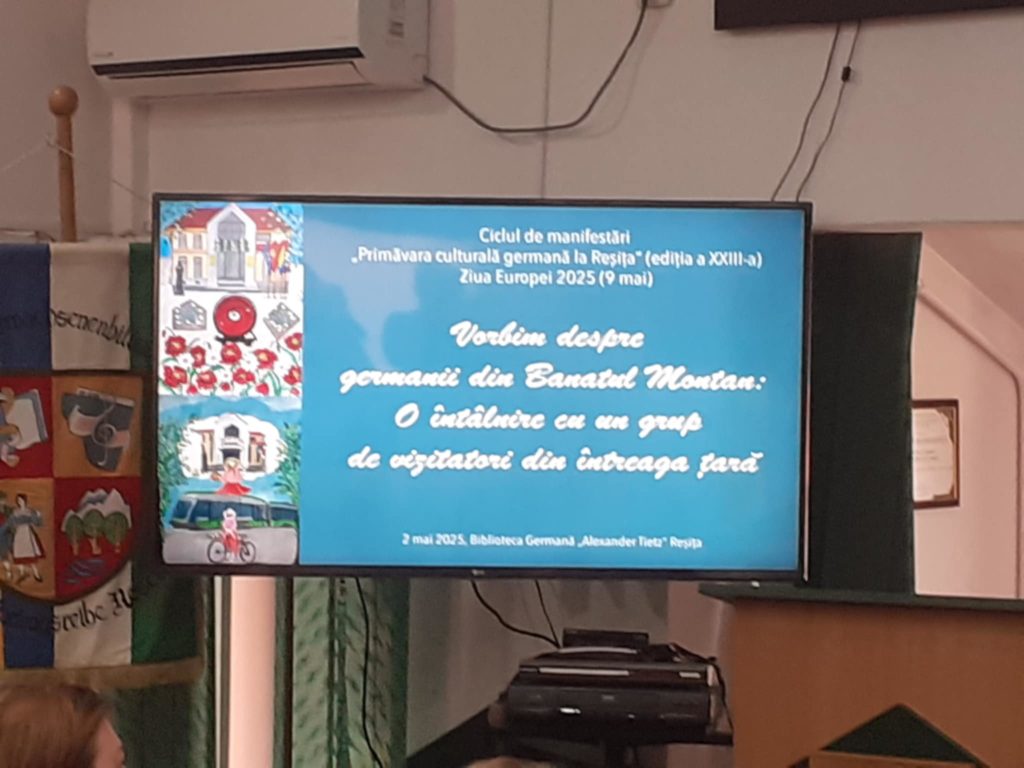 Ciclul de manifestări
„Primăvara culturală germană la Reșița” (ediția a XXIII-a)
Ziua Europei 2025 (9 mai)
Vorbim despre
germanii din Banatul Montan:
O întâlnire cu un grup
de vizitatori din întreaga țară
2 mai 2025, Biblioteca Germană „Alexander Tietz” Reșița